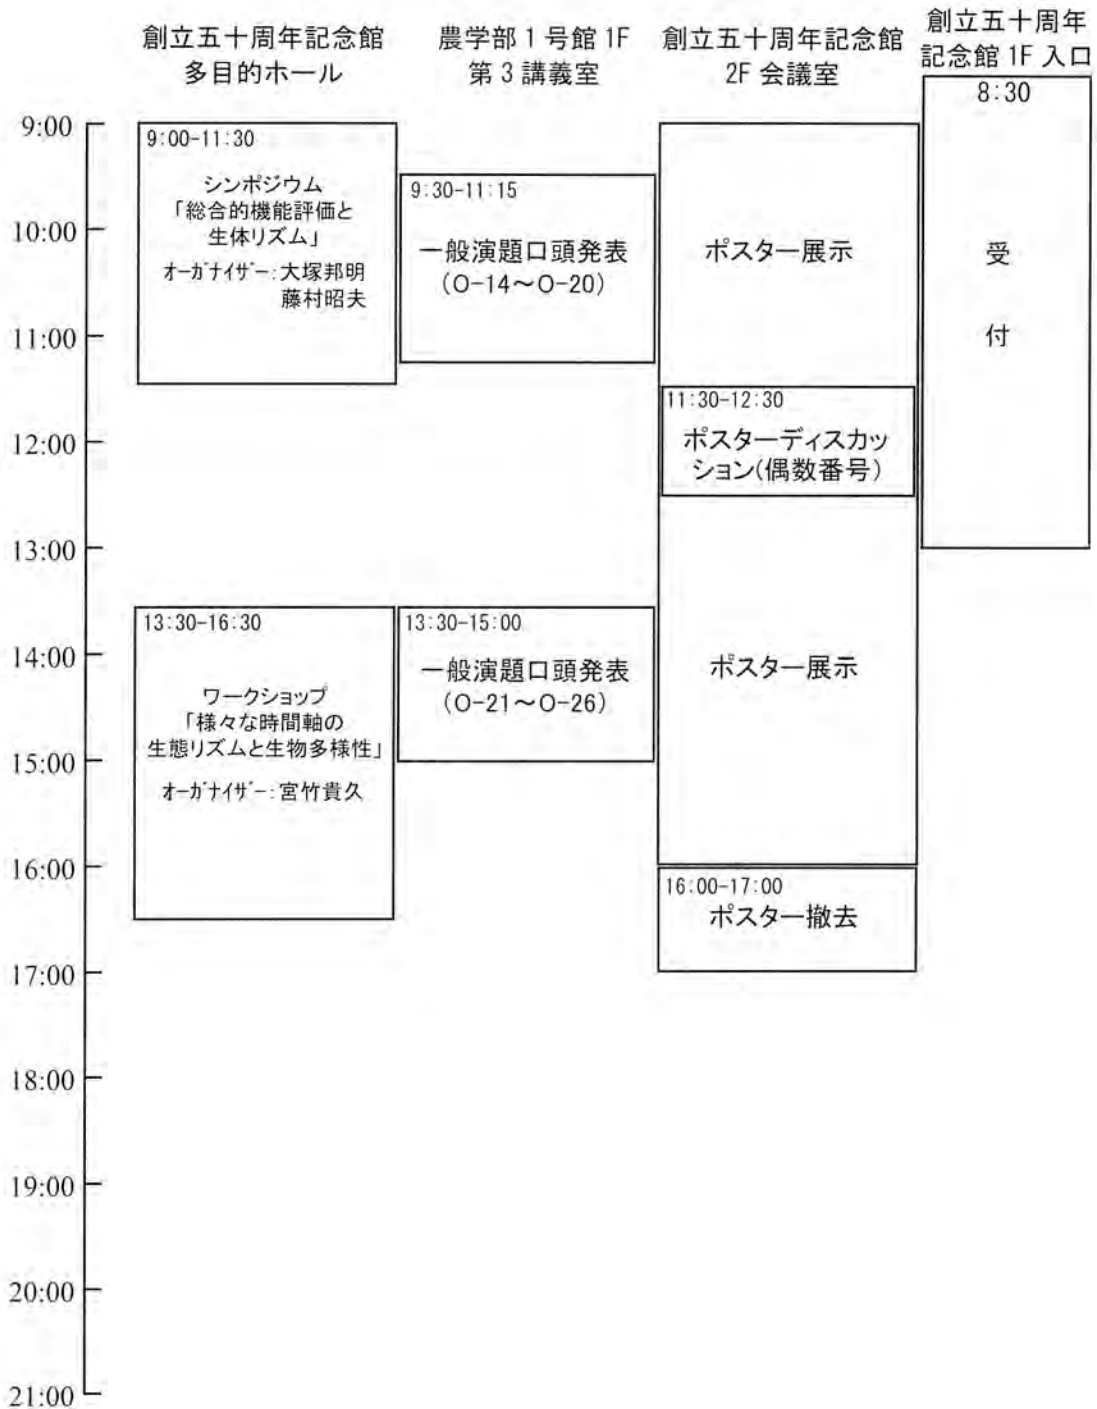 創立五十周年記念館
多目的ホール
農学部1号館 1F
第3講義室
創立五十周年記念館
2F 会議室
創立五十周年
記念館 1F 入口
8:30
受
付
9:00
10:00
11:00
12:00
13:00
14:00
15:00
16:00
17:00
18:00
19:00
20:00
21:00
9:00-11:30
シンポジウム
「総合的機能評価と
生体リズム」
オーガナイザー:大塚邦明
藤村昭夫
9:30-11:15
一般演題口頭発表
(O-14～O-20)
ポスター展示
11:30-12:30
ポスターディスカッ
ション(偶数番号)
13:30-16:30
ワークショップ
「様々な時間軸の
生態リズムと生物多様性」
オーガナイザー:宮竹貴久
13:30-15:00
一般演題口頭発表
(O-21～O-26)
ポスター展示
16:00-17:00
ポスター撤去